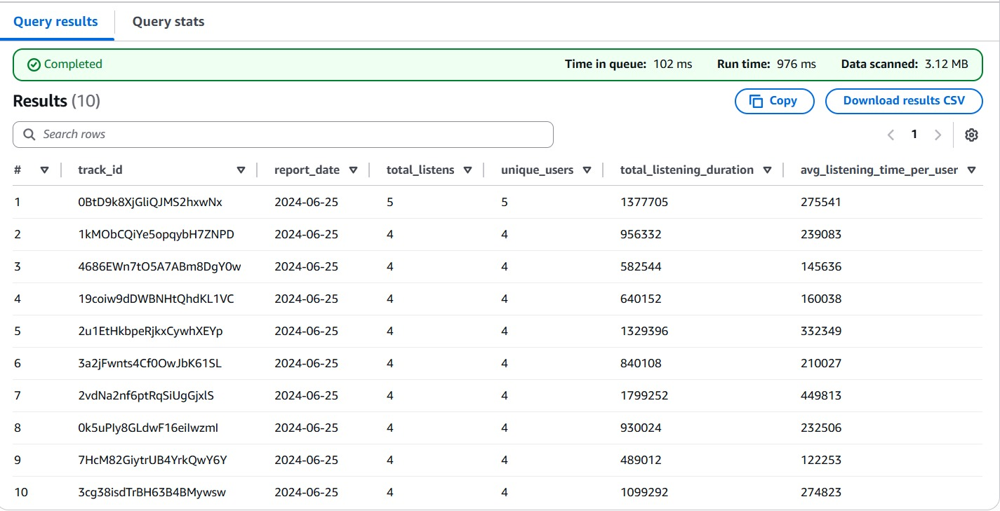 Query results Query stats
Completed Time in queue: 102 ms Run time: 976 ms Data scanned: 3.12 MB
Results (10) Copy Download results CSV
Search rows 1
# track_id report_date total_listens unique_users total_listening_duration avg_listening_time_per_user
1 0BtD9k8XjGliQJMS2hxwNx 2024-06-25 5 5 1377705 275541
2 1kMObCQiYe5opqybH7ZNPD 2024-06-25 4 4 956332 239083
3 4686EWn7tO5A7ABm8DgY0w 2024-06-25 4 4 582544 145636
4 19coiw9dDWBNHtQhdKL1VC 2024-06-25 4 4 640152 160038
5 2u1EtHkbpeRjkxCywhXEYp 2024-06-25 4 4 1329396 332349
6 3a2jFwnts4Cf0OwJbK61SL 2024-06-25 4 4 840108 210027
7 2vdNa2nf6ptRqSiUgGjxlS 2024-06-25 4 4 1799252 449813
8 0k5uPIy8GLdwF16eiIwzmI 2024-06-25 4 4 930024 232506
9 7HcM82GiytrUB4YrkQwY6Y 2024-06-25 4 4 489012 122253
10 3cg38isdTrBH63B4BMywsw 2024-06-25 4 4 1099292 274823